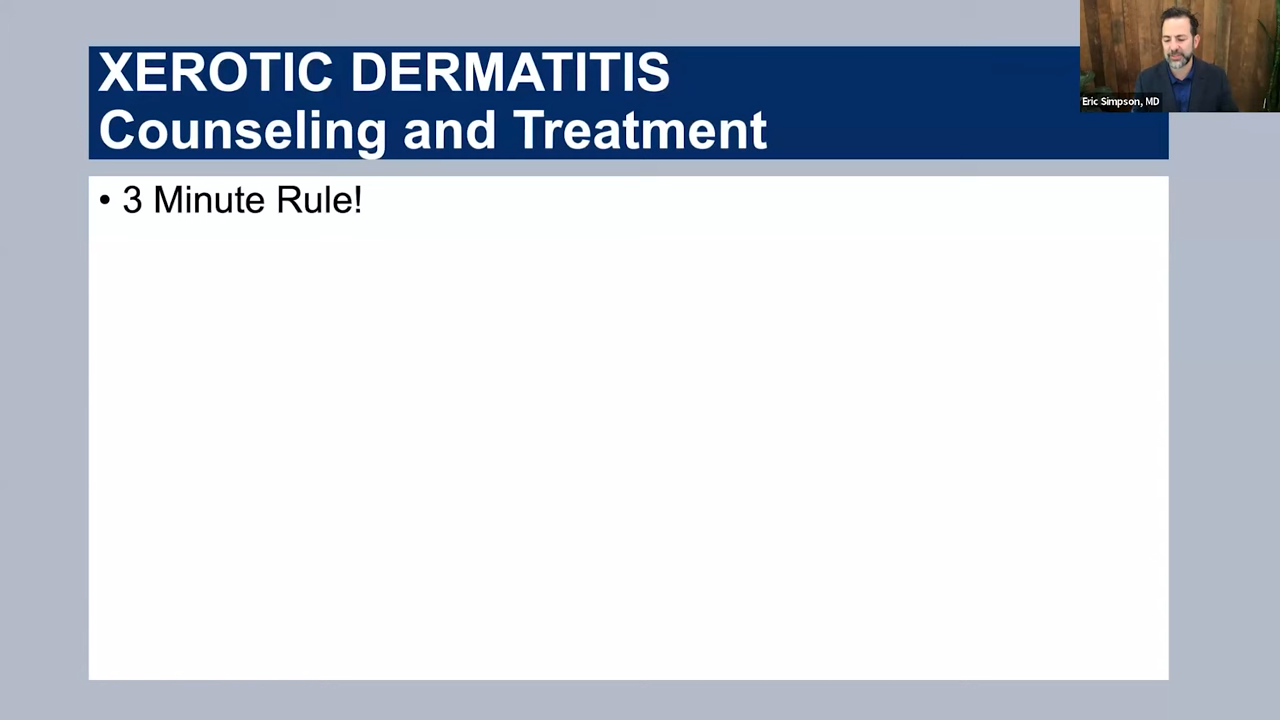 XEROTIC DERMATITIS
Counseling and Treatment
• 3 Minute Rule!
Eric Simpson, MD